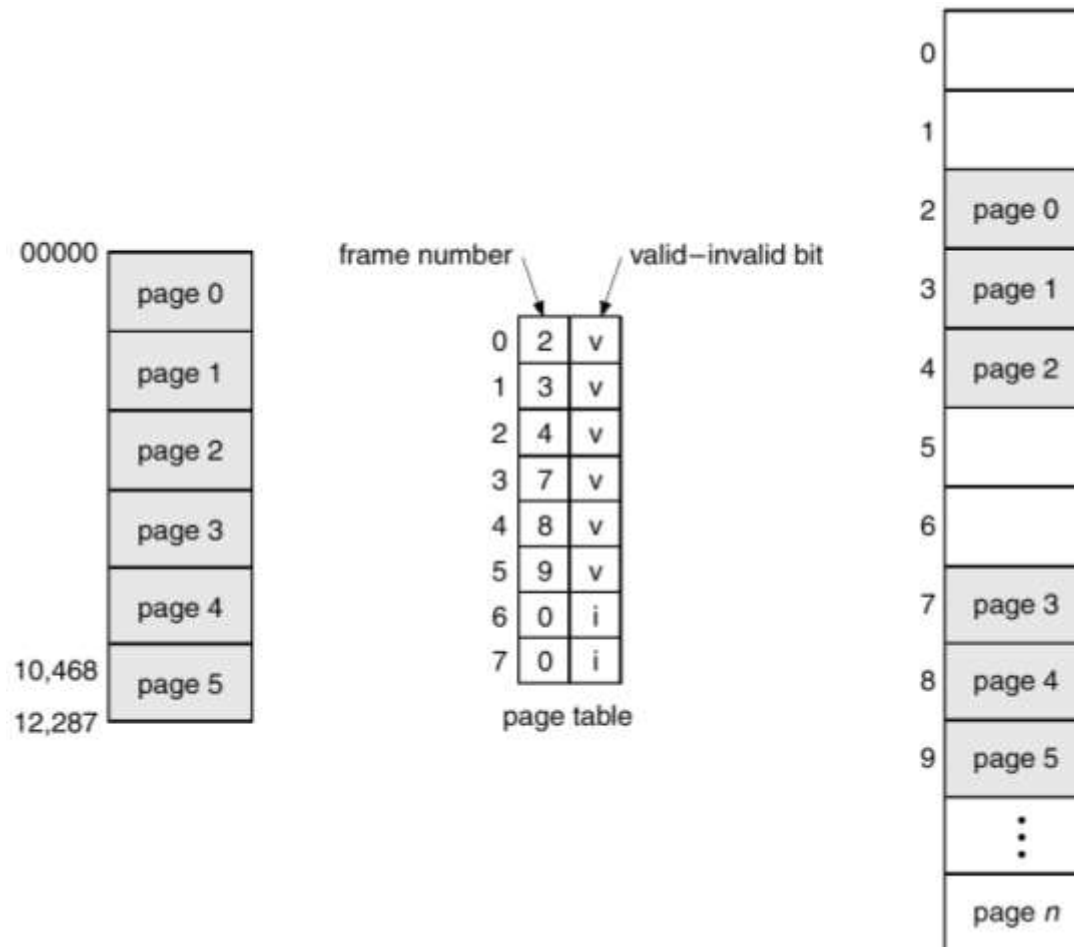 00000
page 0
page 1
page 2
page 3
page 4
10,468
page 5
12,287
frame number
valid–invalid bit
0 2 v
1 3 v
2 4 v
3 7 v
4 8 v
5 9 v
6 0 i
7 0 i
page table
0
1
2 page 0
3 page 1
4 page 2
5
6
7 page 3
8 page 4
9 page 5
⋮
page n